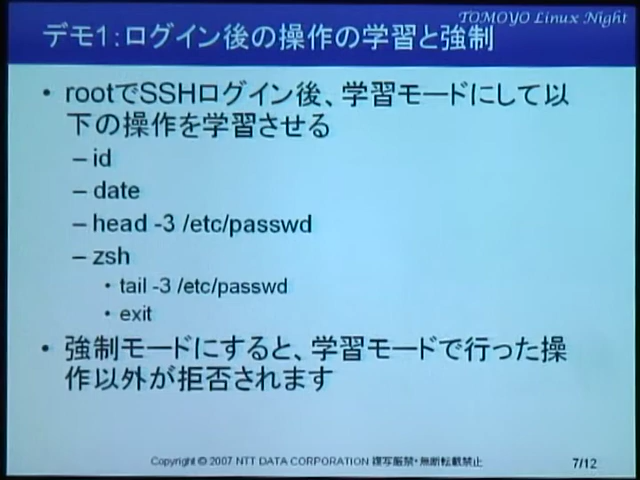 TOMOYO Linux Night
デモ1:ログイン後の操作の学習と強制
• rootでSSHログイン後、学習モードにして以
下の操作を学習させる
– id
– date
– head -3 /etc/passwd
– zsh
• tail -3 /etc/passwd
• exit
• 強制モードにすると、学習モードで行った操
作以外が拒否されます
Copyright © 2007 NTT DATA CORPORATION 複写厳禁・無断転載禁止
7/12